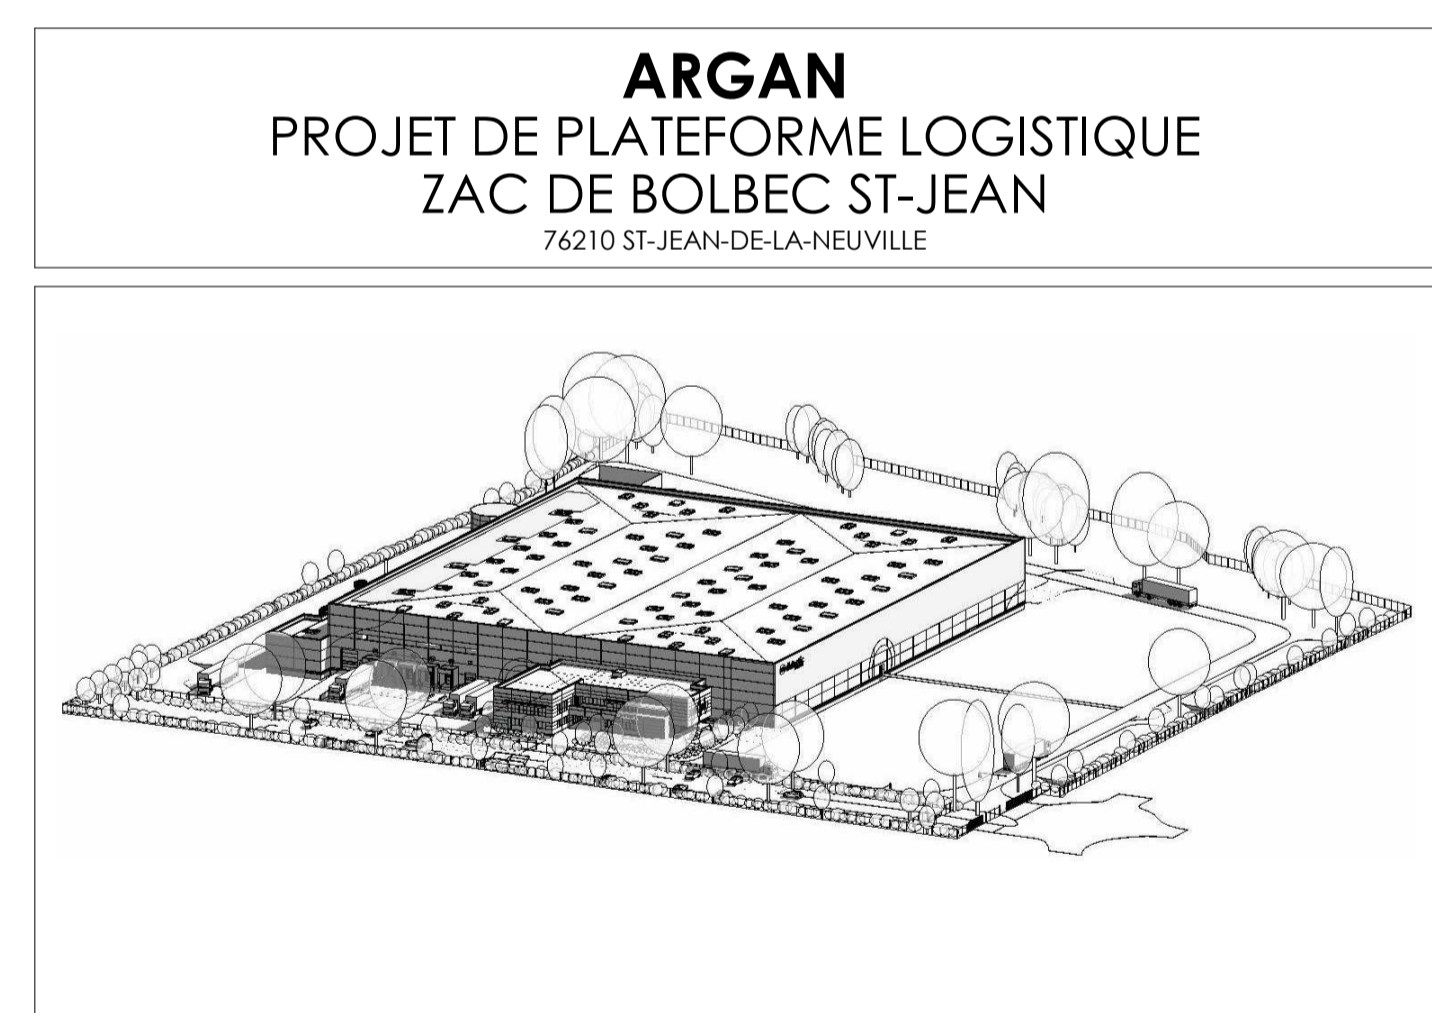 ARGAN
PROJET DE PLATEFORME LOGISTIQUE
ZAC DE BOLBEC ST-JEAN
76210 ST-JEAN-DE-LA-NEUVILLE